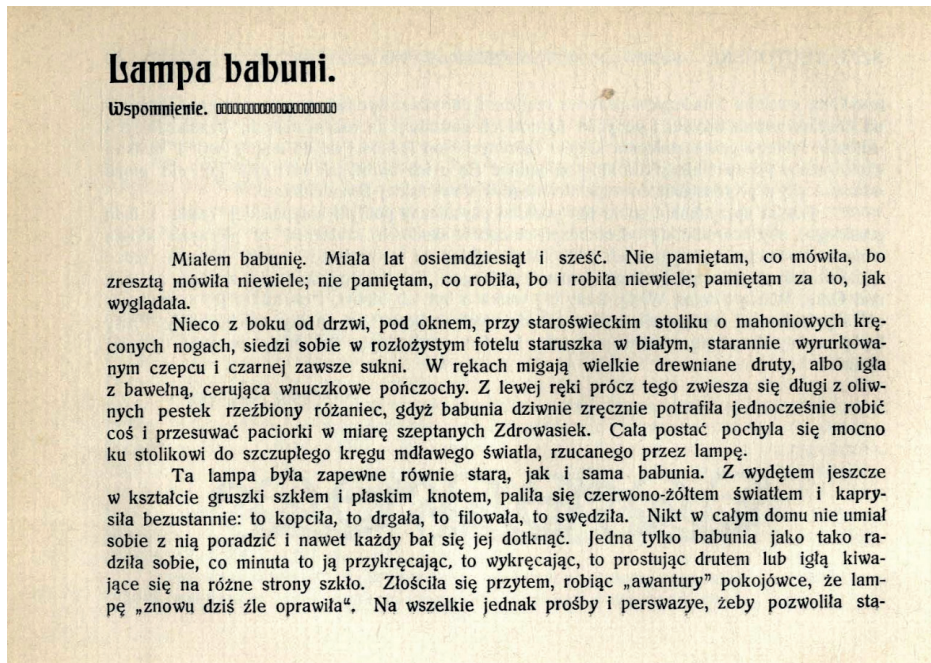 Lampa babuni.
Wspomnienie.
Miałem babunię. Miała lat osiemdziesiąt i sześć. Nie pamiętam, co mówiła, bo
zresztą mówiła niewiele; nie pamiętam, co robiła, bo i robiła niewiele; pamiętam za to, jak
wyglądała.
Nieco z boku od drzwi, pod oknem, przy staroświeckim stoliku o mahoniowych krę-
conych nogach, siedzi sobie w rozłożystym fotelu staruszka w białym, starannie wyrurkowa-
nym czepcu i czarnej zawsze sukni. W rękach migają wielkie drewniane druty, albo igła
z bawełną, cerująca wnuczkowe pończochy. Z lewej ręki prócz tego zwiesza się długi z oliw-
nych pestek rzeźbiony różaniec, gdyż babunia dziwnie zręcznie potrafiła jednocześnie robić
coś i przesuwać paciorki w miarę szeptanych Zdrowasiek. Cała postać pochyla się mocno
ku stolikowi do szczupłego kręgu mdławego światła, rzucanego przez lampę.
Ta lampa była zapewne równie starą, jak i sama babunia. Z wydętem jeszcze
w kształcie gruszki szkłem i płaskim knotem, paliła się czerwono-żółtem światłem i kapry-
siła bezustannie: to kopciła, to drgała, to filowała, to swędziła. Nikt w całym domu nie umiał
sobie z nią poradzić i nawet każdy bał się jej dotknąć. Jedna tylko babunia jako tako ra-
dziła sobie, co minuta to ją przykręcając, to wykręcając, to prostując drutem lub igłą kiwa-
jące się na różne strony szkło. Złościła się przytem, robiąc „awantury” pokojówce, że lam-
pę „znowu dziś źle oprawiła“. Na wszelkie jednak prośby i perswazye, żeby pozwoliła sta-